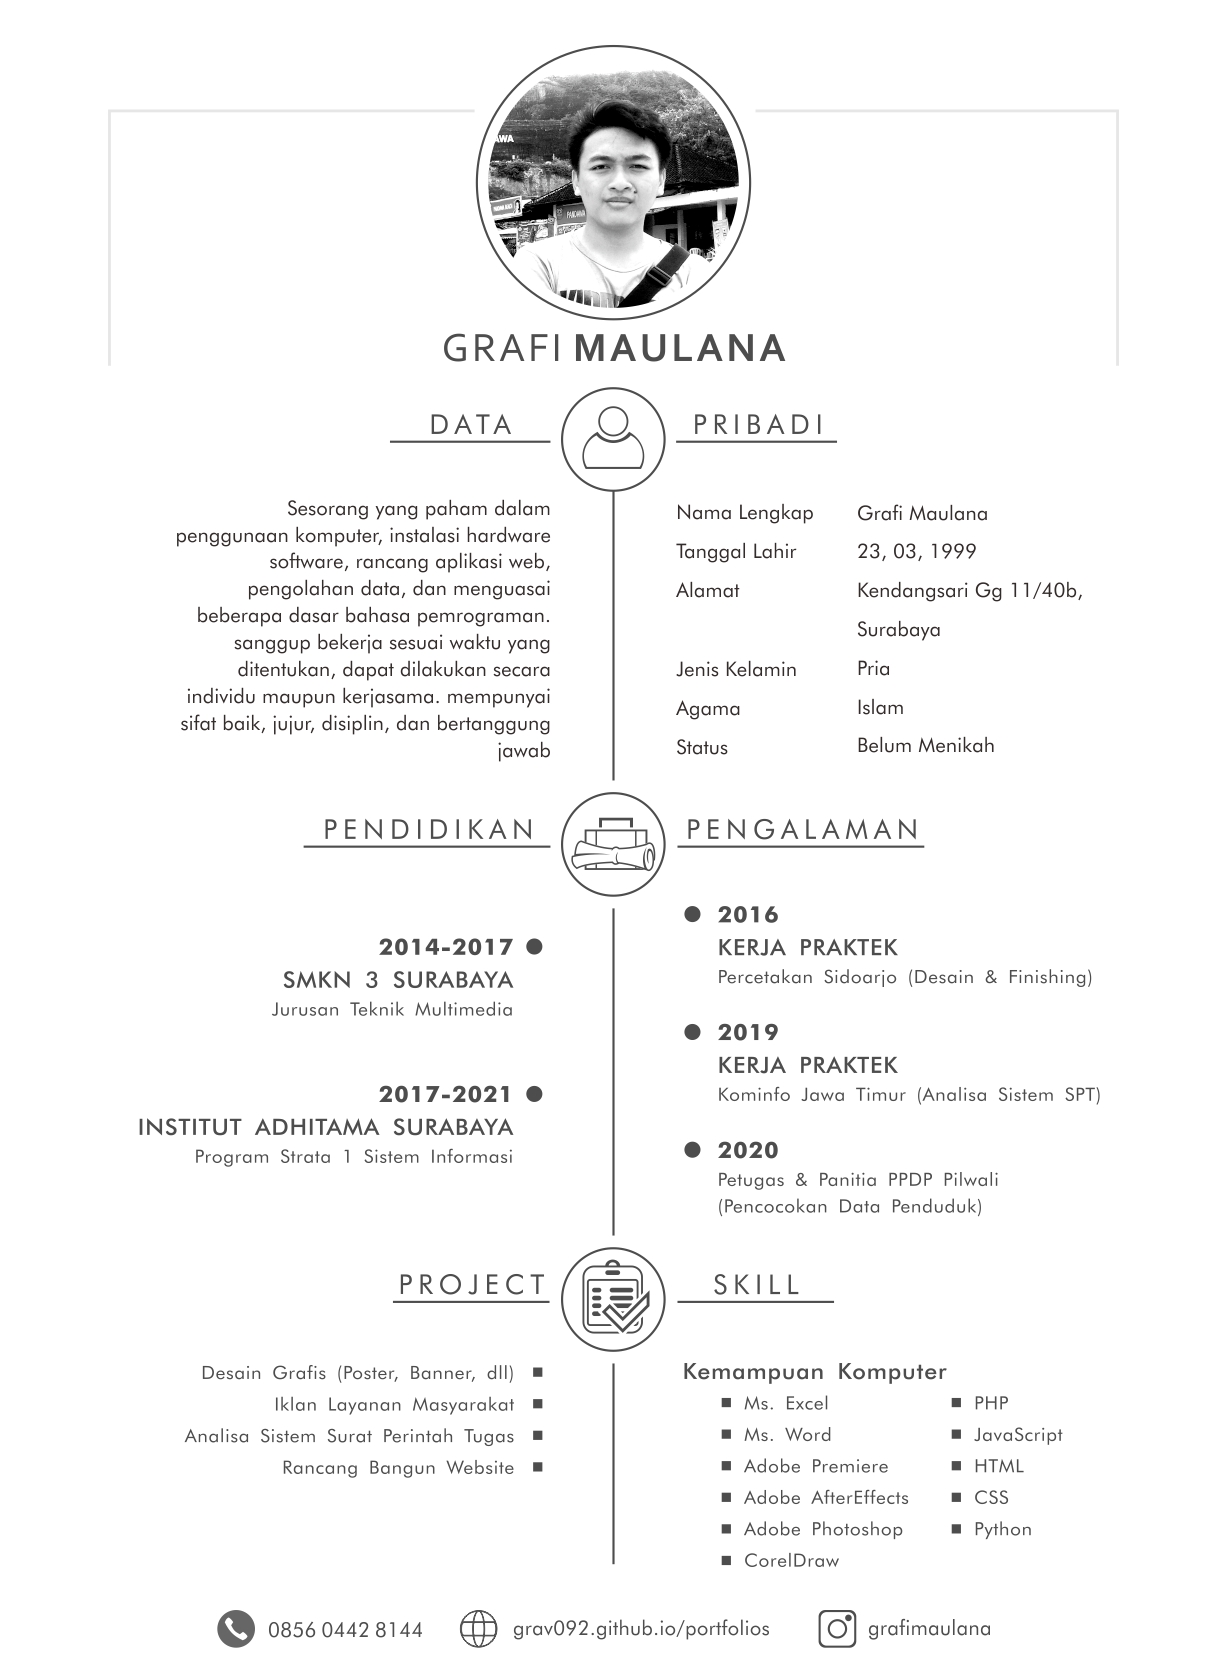 GRAFI MAULANA
DATA PRIBADI
Sesorang yang paham dalam
penggunaan komputer, instalasi hardware
software, rancang aplikasi web,
pengolahan data, dan menguasai
beberapa dasar bahasa pemrograman.
sanggup bekerja sesuai waktu yang
ditentukan, dapat dilakukan secara
individu maupun kerjasama. mempunyai
sifat baik, jujur, disiplin, dan bertanggung
jawab
Nama Lengkap Grafi Maulana
Tanggal Lahir 23, 03, 1999
Alamat Kendangsari Gg 11/40b,
Surabaya
Jenis Kelamin Pria
Agama Islam
Status Belum Menikah
PENDIDIKAN
2014-2017
SMKN 3 SURABAYA
Jurusan Teknik Multimedia
2017-2021
INSTITUT ADHITAMA SURABAYA
Program Strata 1 Sistem Informasi
PENGALAMAN
2016
KERJA PRAKTEK
Percetakan Sidoarjo (Desain & Finishing)
2019
KERJA PRAKTEK
Kominfo Jawa Timur (Analisa Sistem SPT)
2020
Petugas & Panitia PPDP Pilwali
(Pencocokan Data Penduduk)
PROJECT
Desain Grafis (Poster, Banner, dll)
Iklan Layanan Masyarakat
Analisa Sistem Surat Perintah Tugas
Rancang Bangun Website
SKILL
Kemampuan Komputer
Ms. Excel
Ms. Word
Adobe Premiere
Adobe AfterEffects
Adobe Photoshop
CorelDraw
PHP
JavaScript
HTML
CSS
Python
0856 0442 8144 grav092.github.io/portfolios grafimaulana